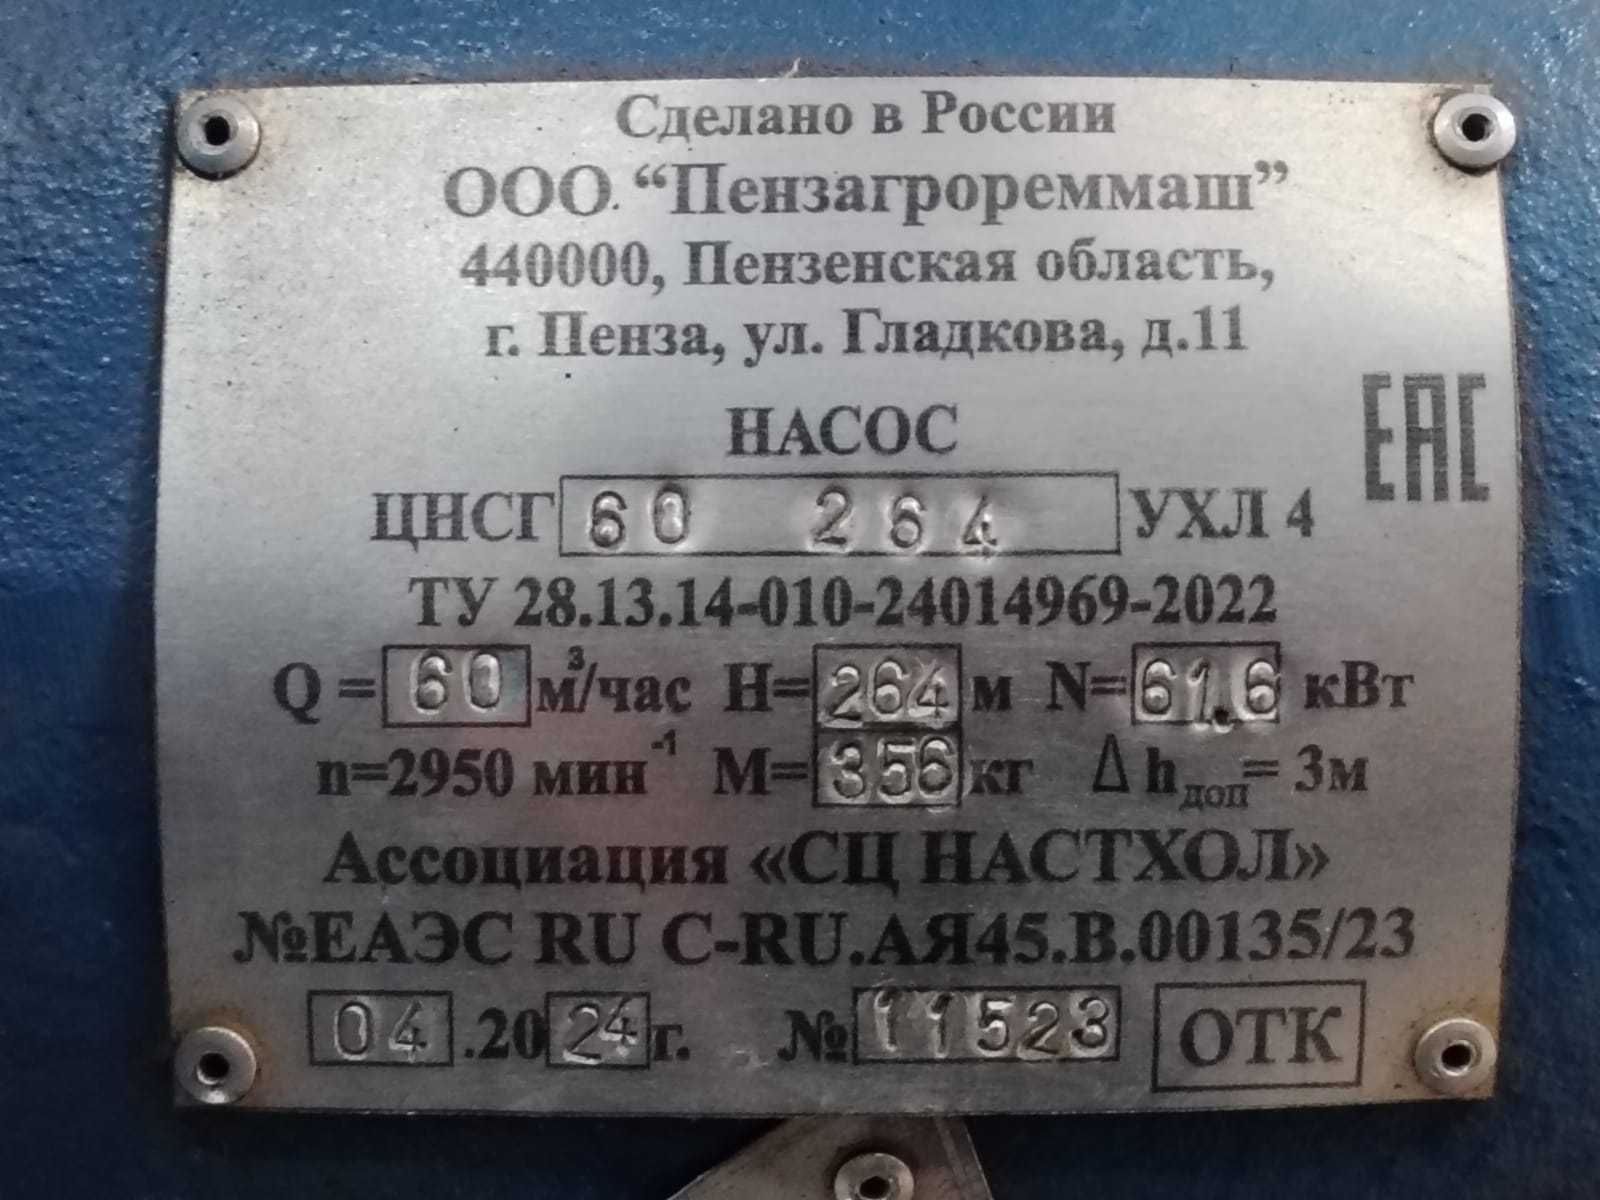 Сделано в России
ООО "Пензагрореммаш"
440000, Пензенская область,
г. Пенза, ул. Гладкова, д.11
EAC
НАСОС
ЦНСГ 60 264 УХЛ 4
ТУ 28.13.14-010-24014969-2022
Q = 60 м³/час H= 264 м N= 61.6 кВт
n=2950 мин⁻¹ M= 356 кг Δ hдоп= 3м
Ассоциация «СЦ НАСТХОЛ»
№ЕАЭС RU C-RU.АЯ45.В.00135/23
04 .20 24 г. № 11523 ОТК